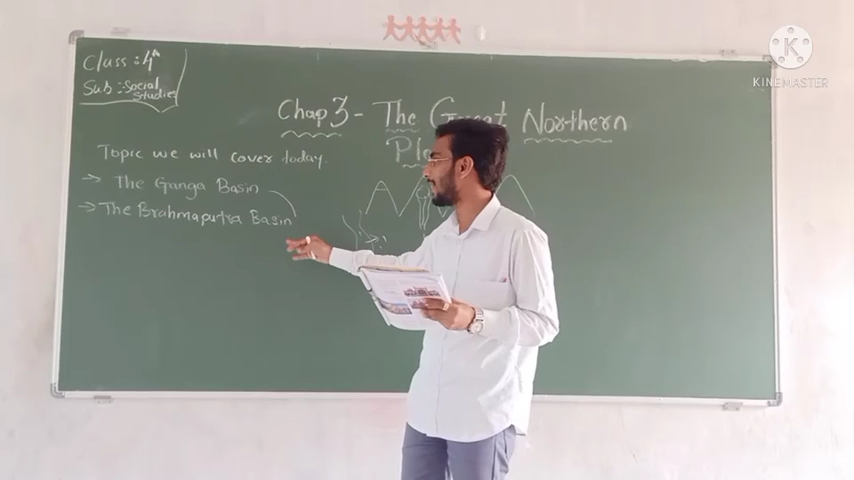 Class : 4th
Sub :- Social
Studies
Chap 3 - The Great Northern
Topic we will cover today.
→ The Ganga Basin
→ The Brahmaputra Basin
K
KINEMASTER